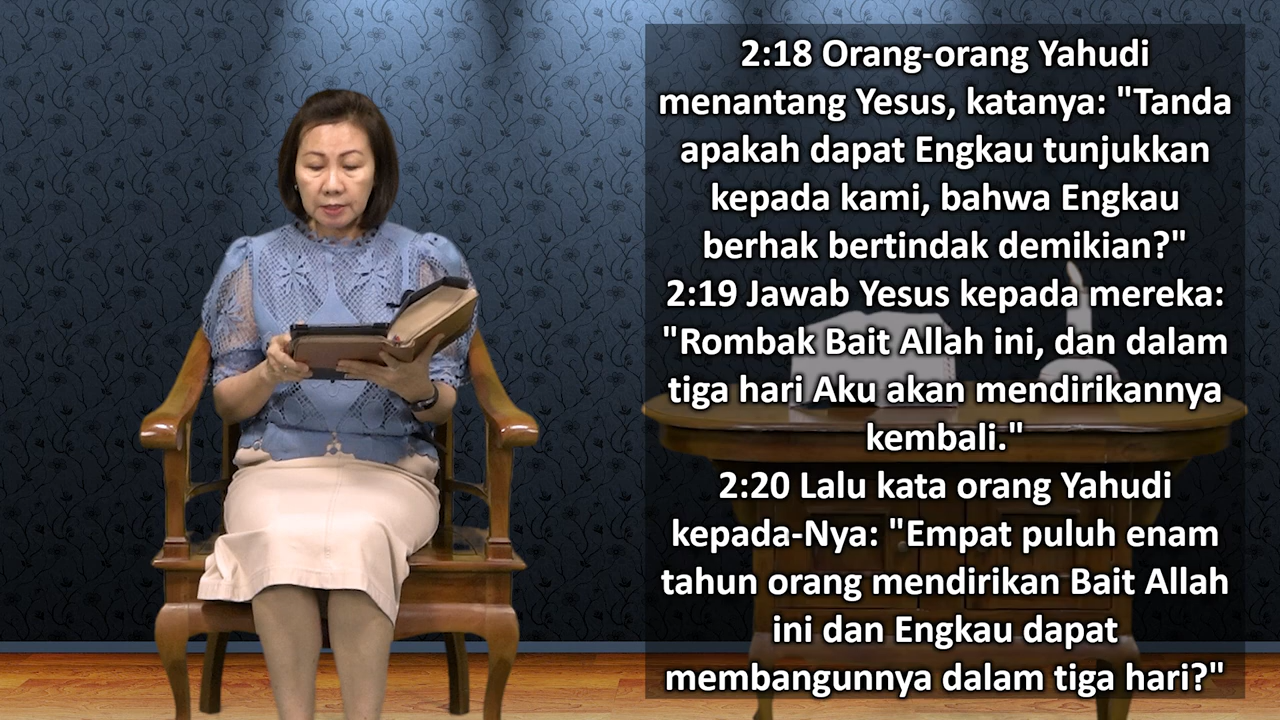 2:18 Orang-orang Yahudi
menantang Yesus, katanya: "Tanda
apakah dapat Engkau tunjukkan
kepada kami, bahwa Engkau
berhak bertindak demikian?"
2:19 Jawab Yesus kepada mereka:
"Rombak Bait Allah ini, dan dalam
tiga hari Aku akan mendirikannya
kembali."
2:20 Lalu kata orang Yahudi
kepada-Nya: "Empat puluh enam
tahun orang mendirikan Bait Allah
ini dan Engkau dapat
membangunnya dalam tiga hari?"